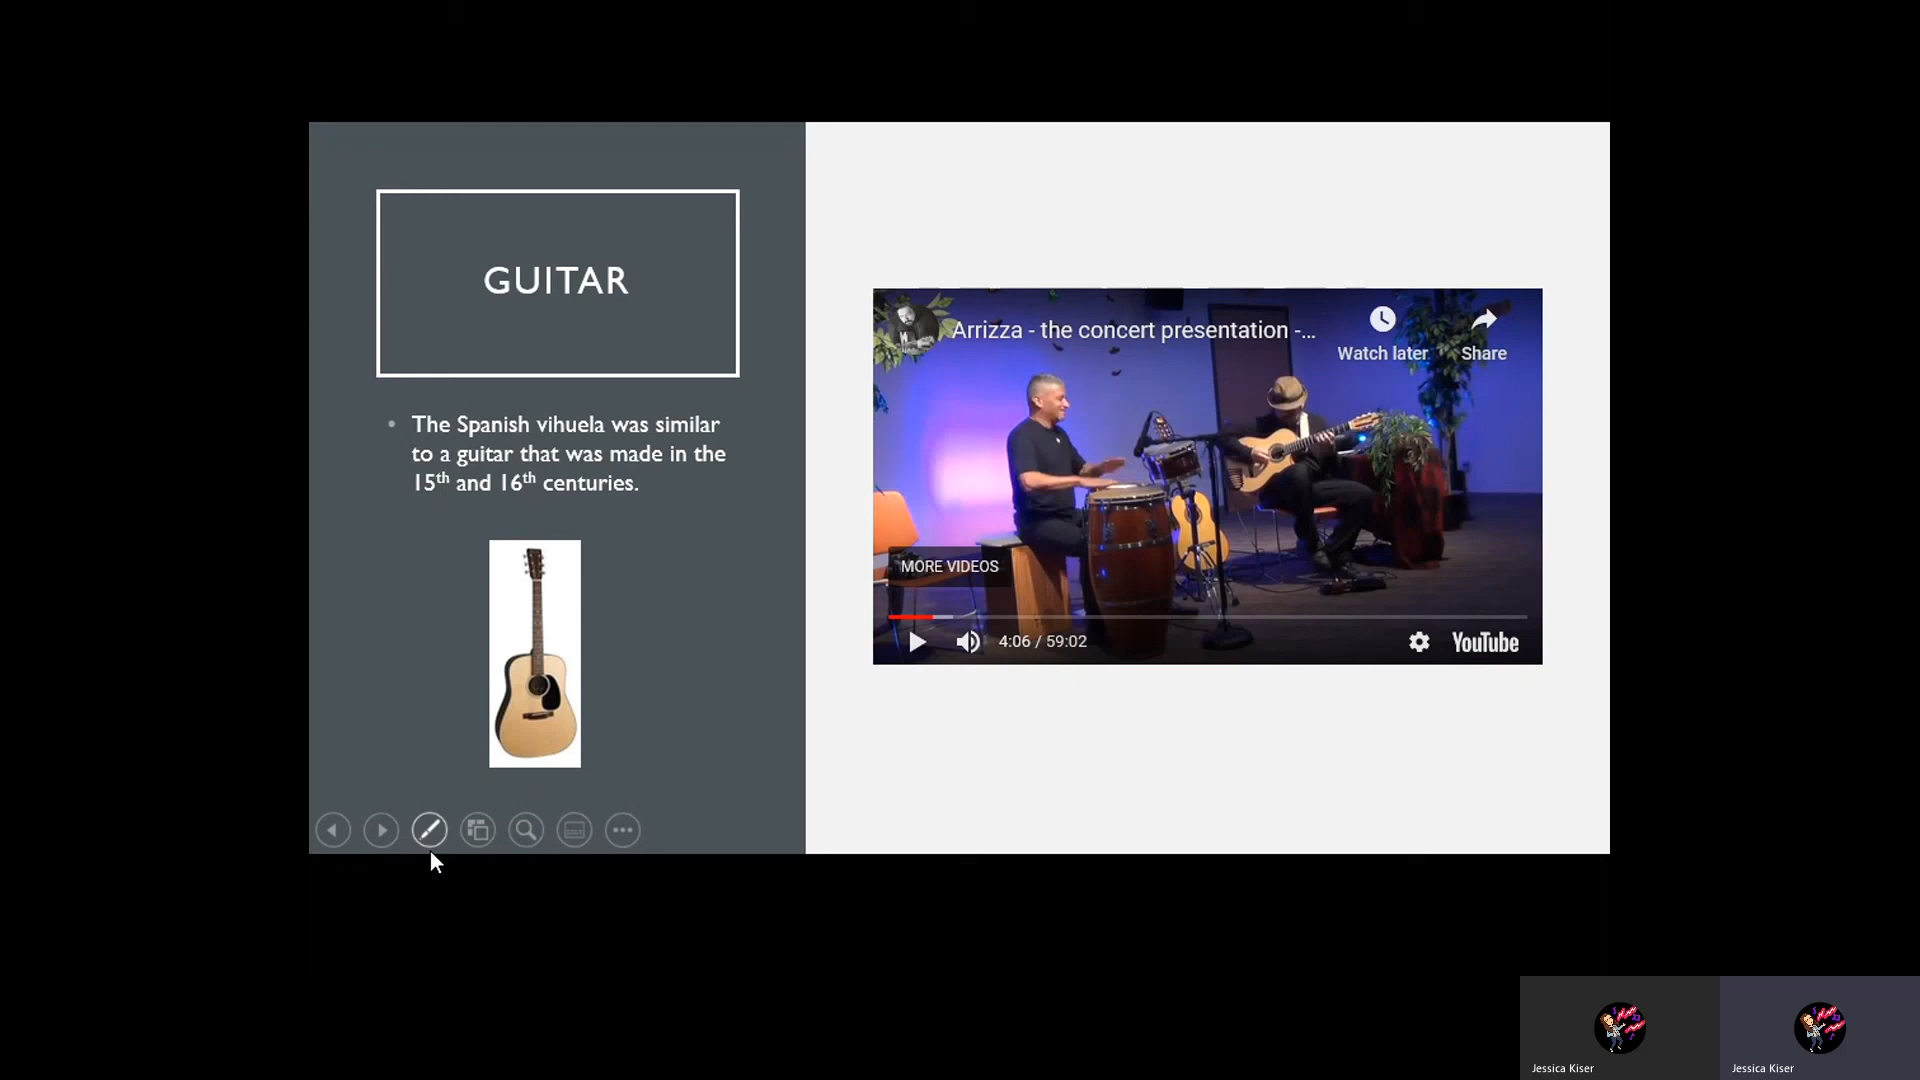 GUITAR
• The Spanish vihuela was similar
to a guitar that was made in the
15th and 16th centuries.
Arrizza - the concert presentation -...
Watch later
Share
MORE VIDEOS
4:06 / 59:02
YouTube
Jessica Kiser
Jessica Kiser